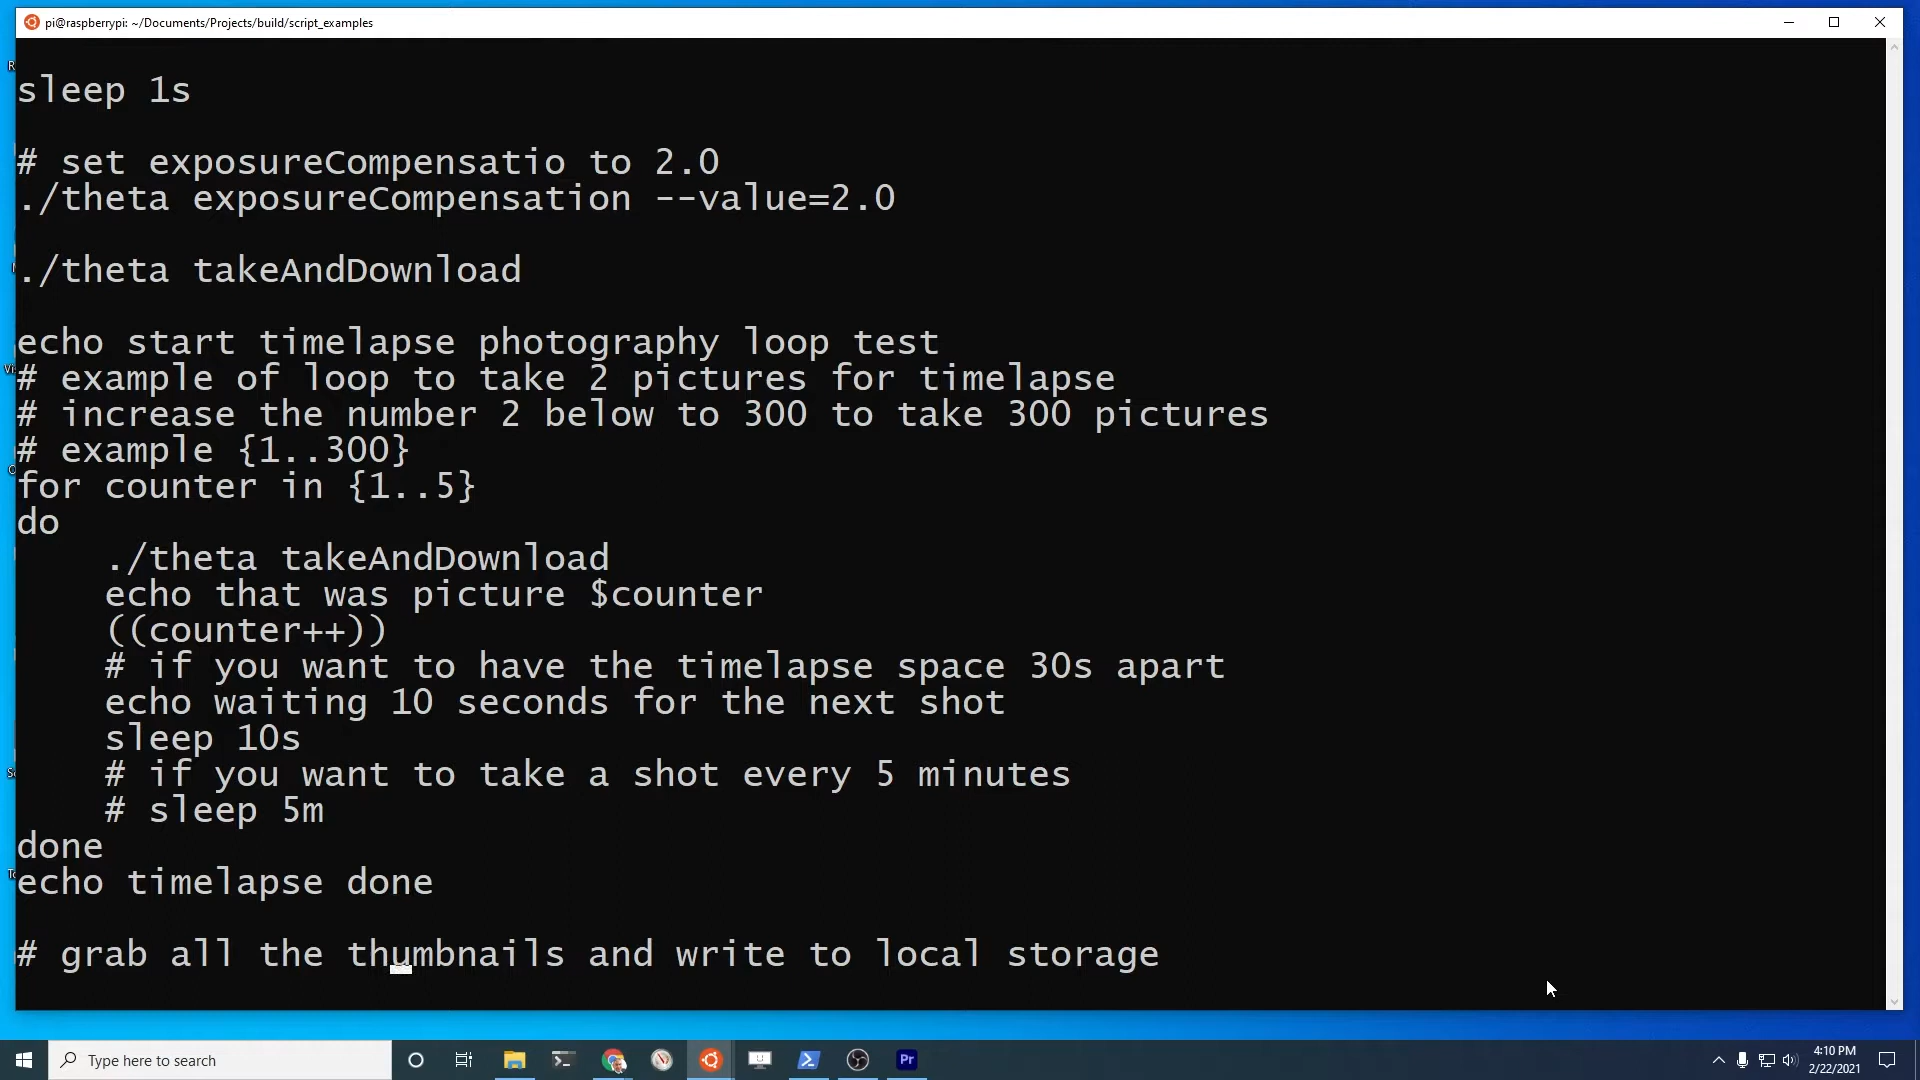 pi@raspberrypi: ~/Documents/Projects/build/script_examples
sleep 1s
# set exposureCompensatio to 2.0
./theta exposureCompensation --value=2.0
./theta takeAndDownload
echo start timelapse photography loop test
# example of loop to take 2 pictures for timelapse
# increase the number 2 below to 300 to take 300 pictures
# example {1..300}
for counter in {1..5}
do
./theta takeAndDownload
echo that was picture $counter
((counter++))
# if you want to have the timelapse space 30s apart
echo waiting 10 seconds for the next shot
sleep 10s
# if you want to take a shot every 5 minutes
# sleep 5m
done
echo timelapse done
# grab all the thumbnails and write to local storage
Type here to search
Pr
4:10 PM
2/22/2021